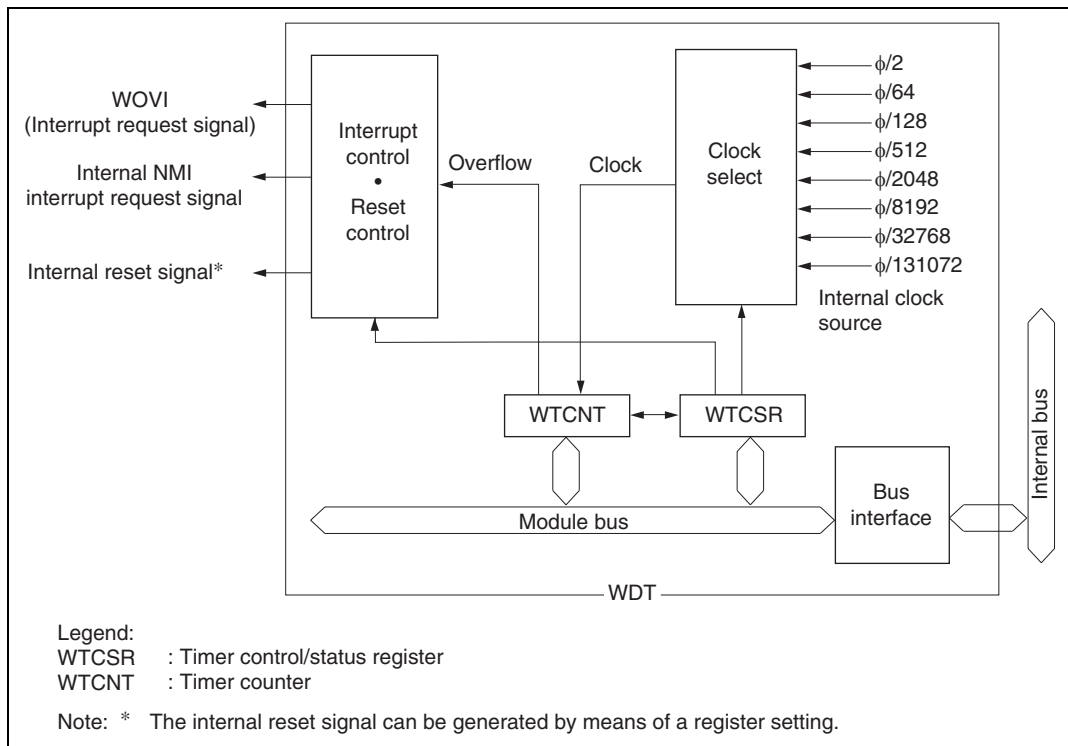 WOVI
(Interrupt request signal)
Internal NMI
interrupt request signal
Internal reset signal*
Interrupt
control
•
Reset
control
Overflow
Clock
Clock
select
ϕ/2
ϕ/64
ϕ/128
ϕ/512
ϕ/2048
ϕ/8192
ϕ/32768
ϕ/131072
Internal clock
source
WTCNT
WTCSR
Module bus
Bus
interface
Internal bus
WDT
Legend:
WTCSR : Timer control/status register
WTCNT : Timer counter
Note: * The internal reset signal can be generated by means of a register setting.